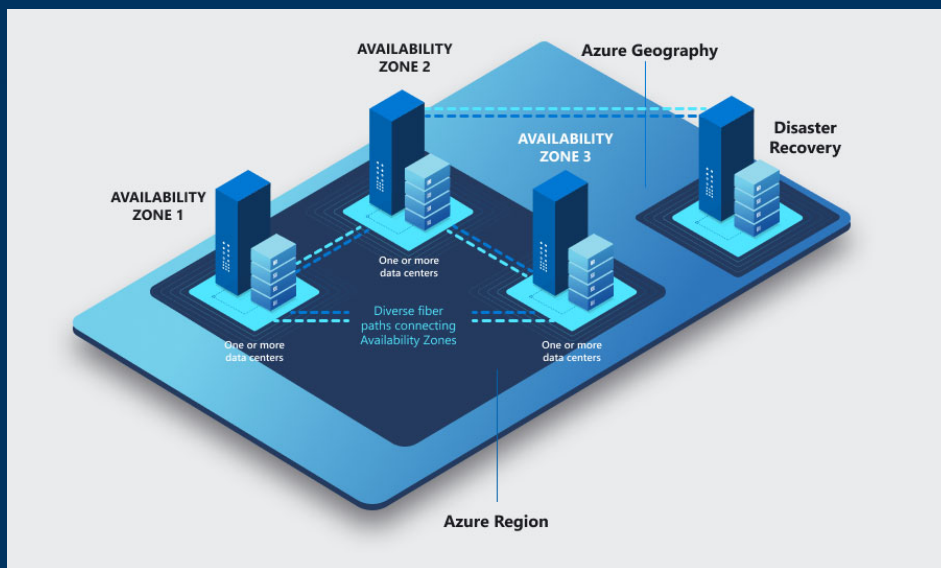 AVAILABILITY
ZONE 2
Azure Geography
Disaster
Recovery
AVAILABILITY
ZONE 3
AVAILABILITY
ZONE 1
One or more
data centers
Diverse fiber
paths connecting
Availability Zones
One or more
data centers
One or more
data centers
Azure Region